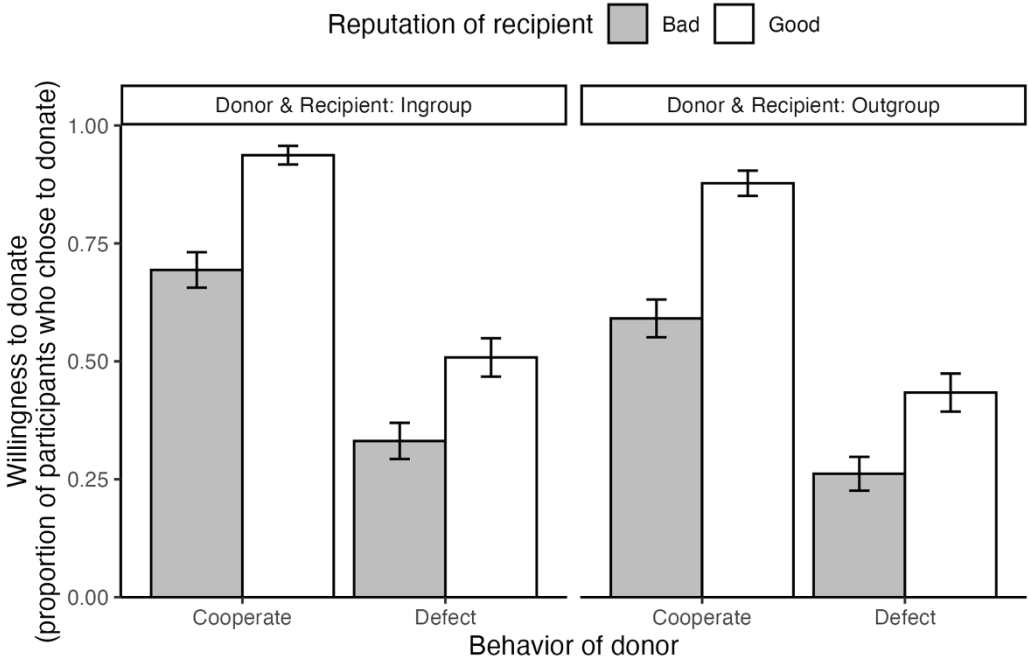 Reputation of recipient Bad Good
Donor & Recipient: Ingroup Donor & Recipient: Outgroup
Willingness to donate
(proportion of participants who chose to donate)
1.00
0.75
0.50
0.25
0.00
Cooperate Defect Cooperate Defect
Behavior of donor